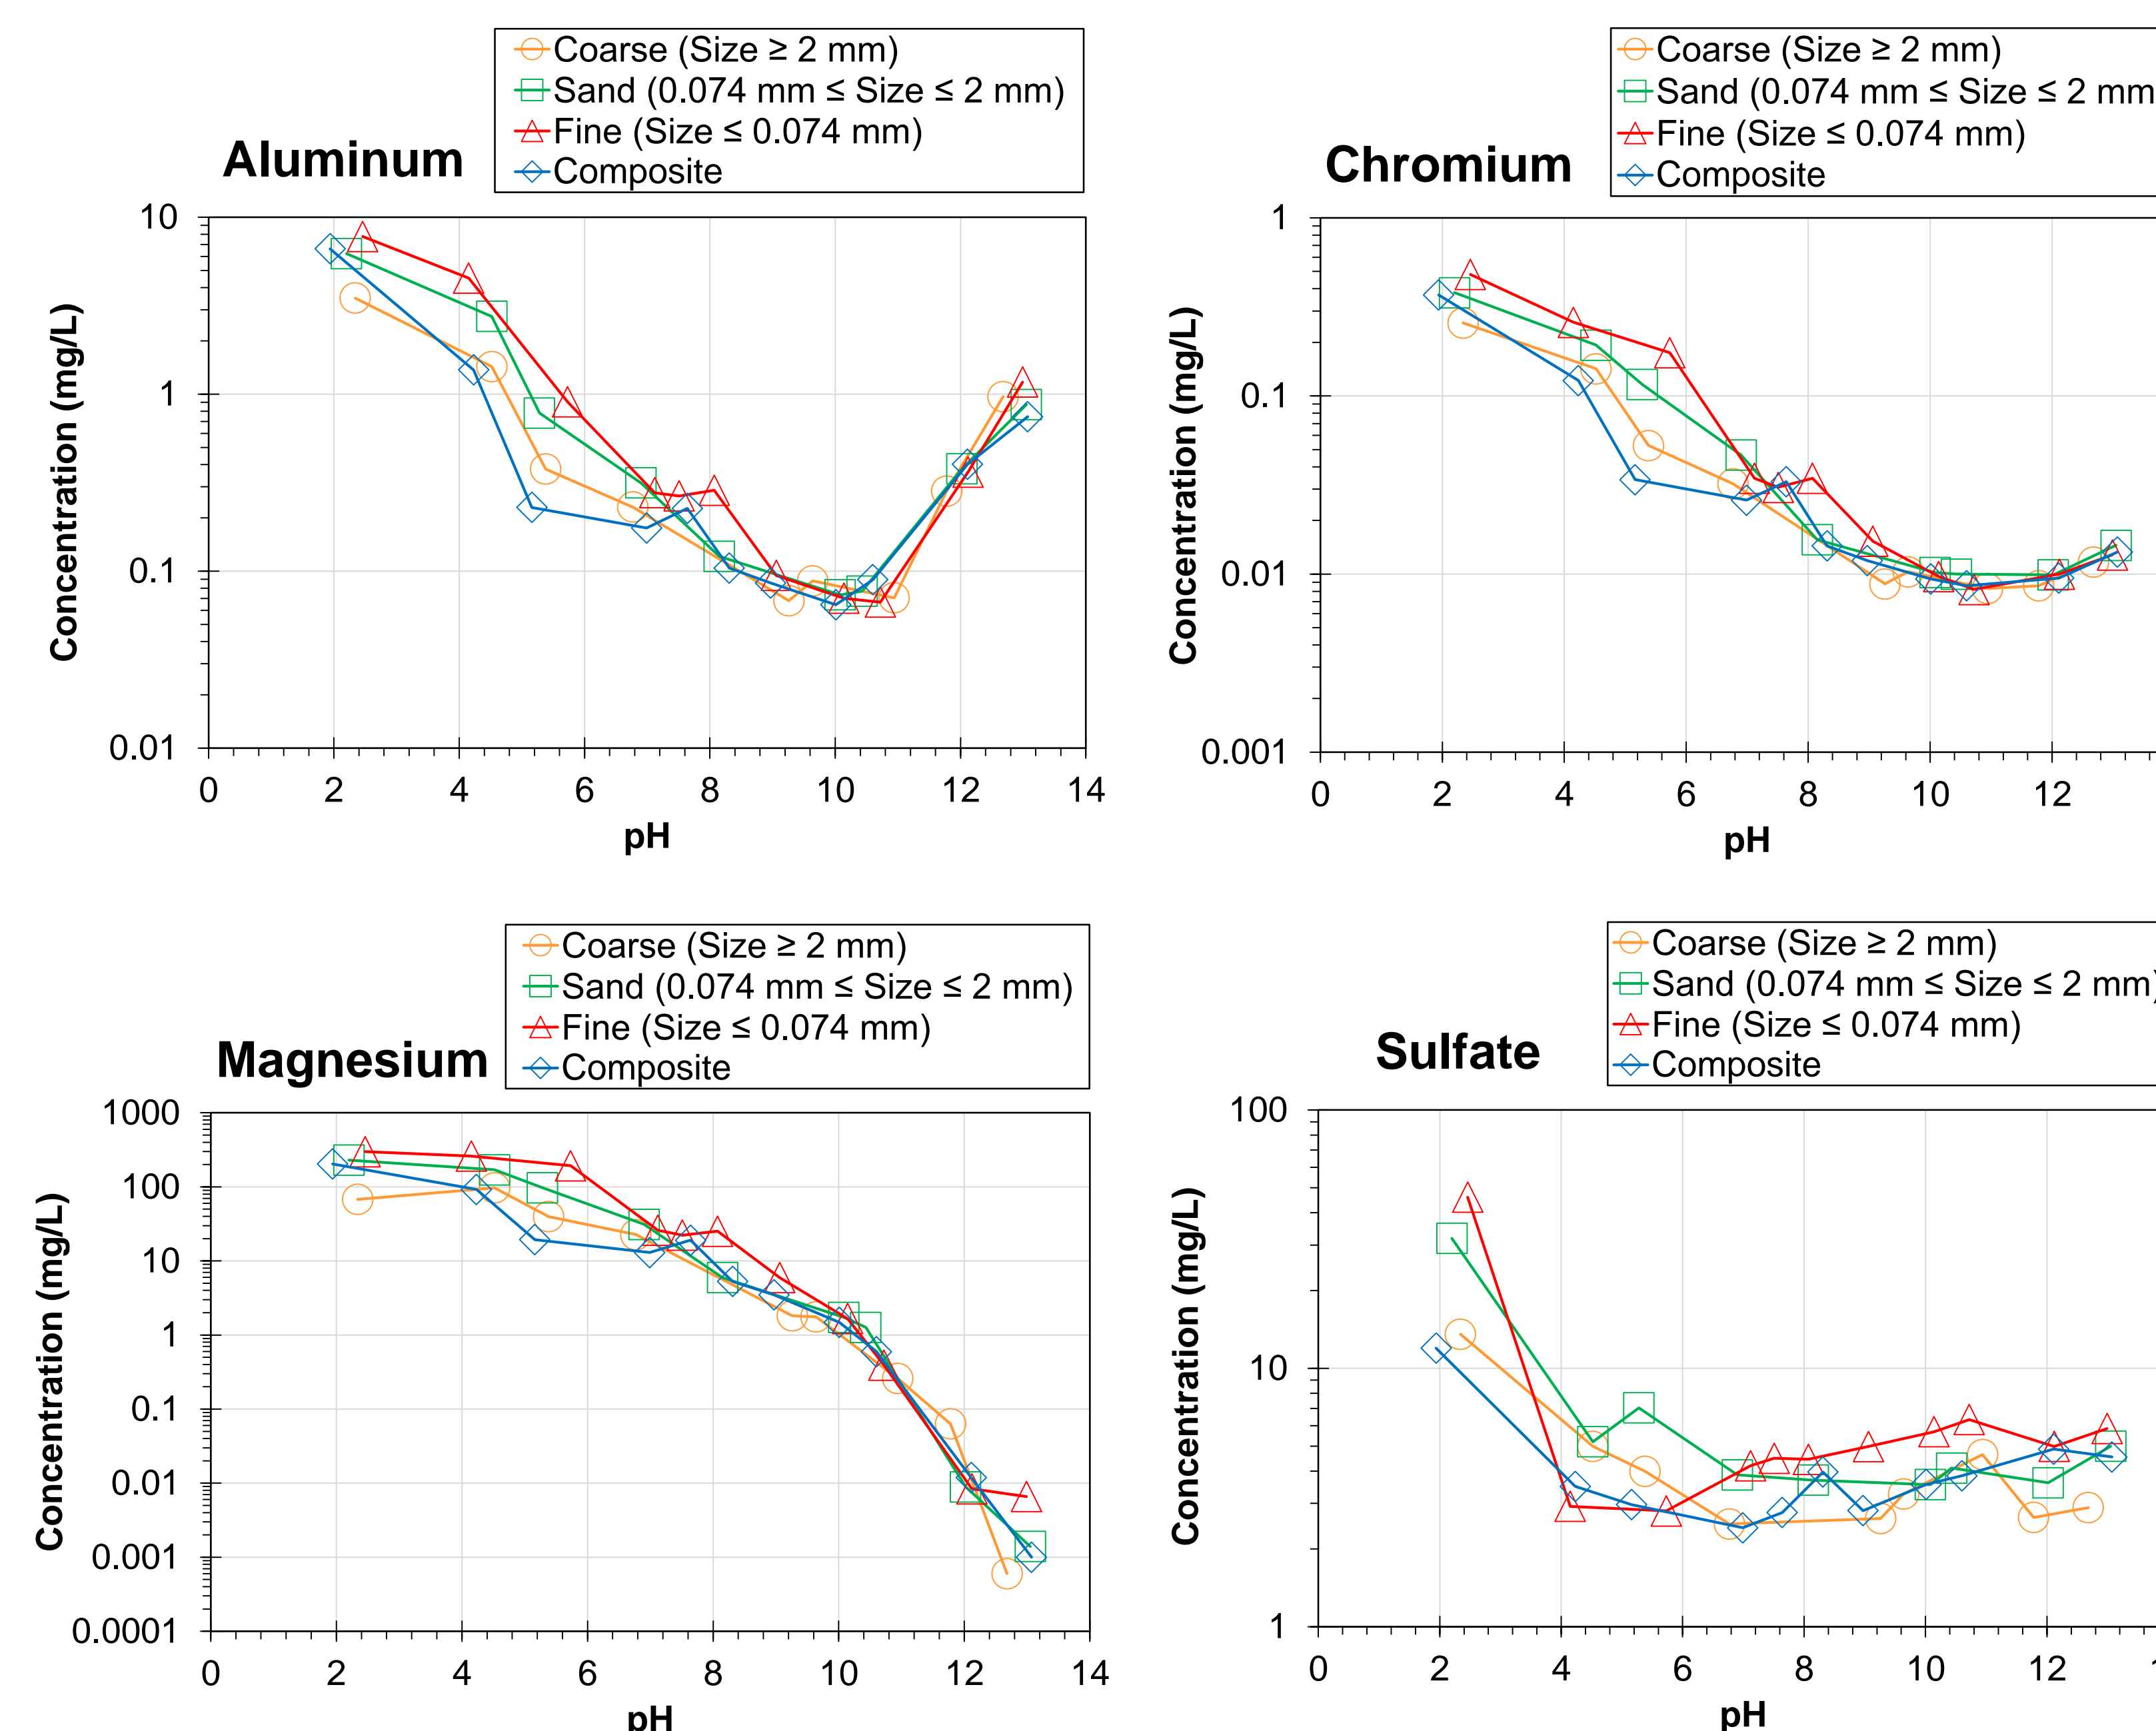 Coarse (Size ≥ 2 mm)
Sand (0.074 mm ≤ Size ≤ 2 mm)
Fine (Size ≤ 0.074 mm)
Composite
Aluminum
10
1
0.1
0.01
Concentration (mg/L)
0 2 4 6 8 10 12 14
pH
Coarse (Size ≥ 2 mm)
Sand (0.074 mm ≤ Size ≤ 2 mm
Fine (Size ≤ 0.074 mm)
Composite
Chromium
1
0.1
0.01
0.001
Concentration (mg/L)
0 2 4 6 8 10 12
pH
Coarse (Size ≥ 2 mm)
Sand (0.074 mm ≤ Size ≤ 2 mm)
Fine (Size ≤ 0.074 mm)
Composite
Magnesium
1000
100
10
1
0.1
0.01
0.001
0.0001
Concentration (mg/L)
0 2 4 6 8 10 12 14
pH
Coarse (Size ≥ 2 mm)
Sand (0.074 mm ≤ Size ≤ 2 mm)
Fine (Size ≤ 0.074 mm)
Composite
Sulfate
100
10
1
Concentration (mg/L)
0 2 4 6 8 10 12
pH